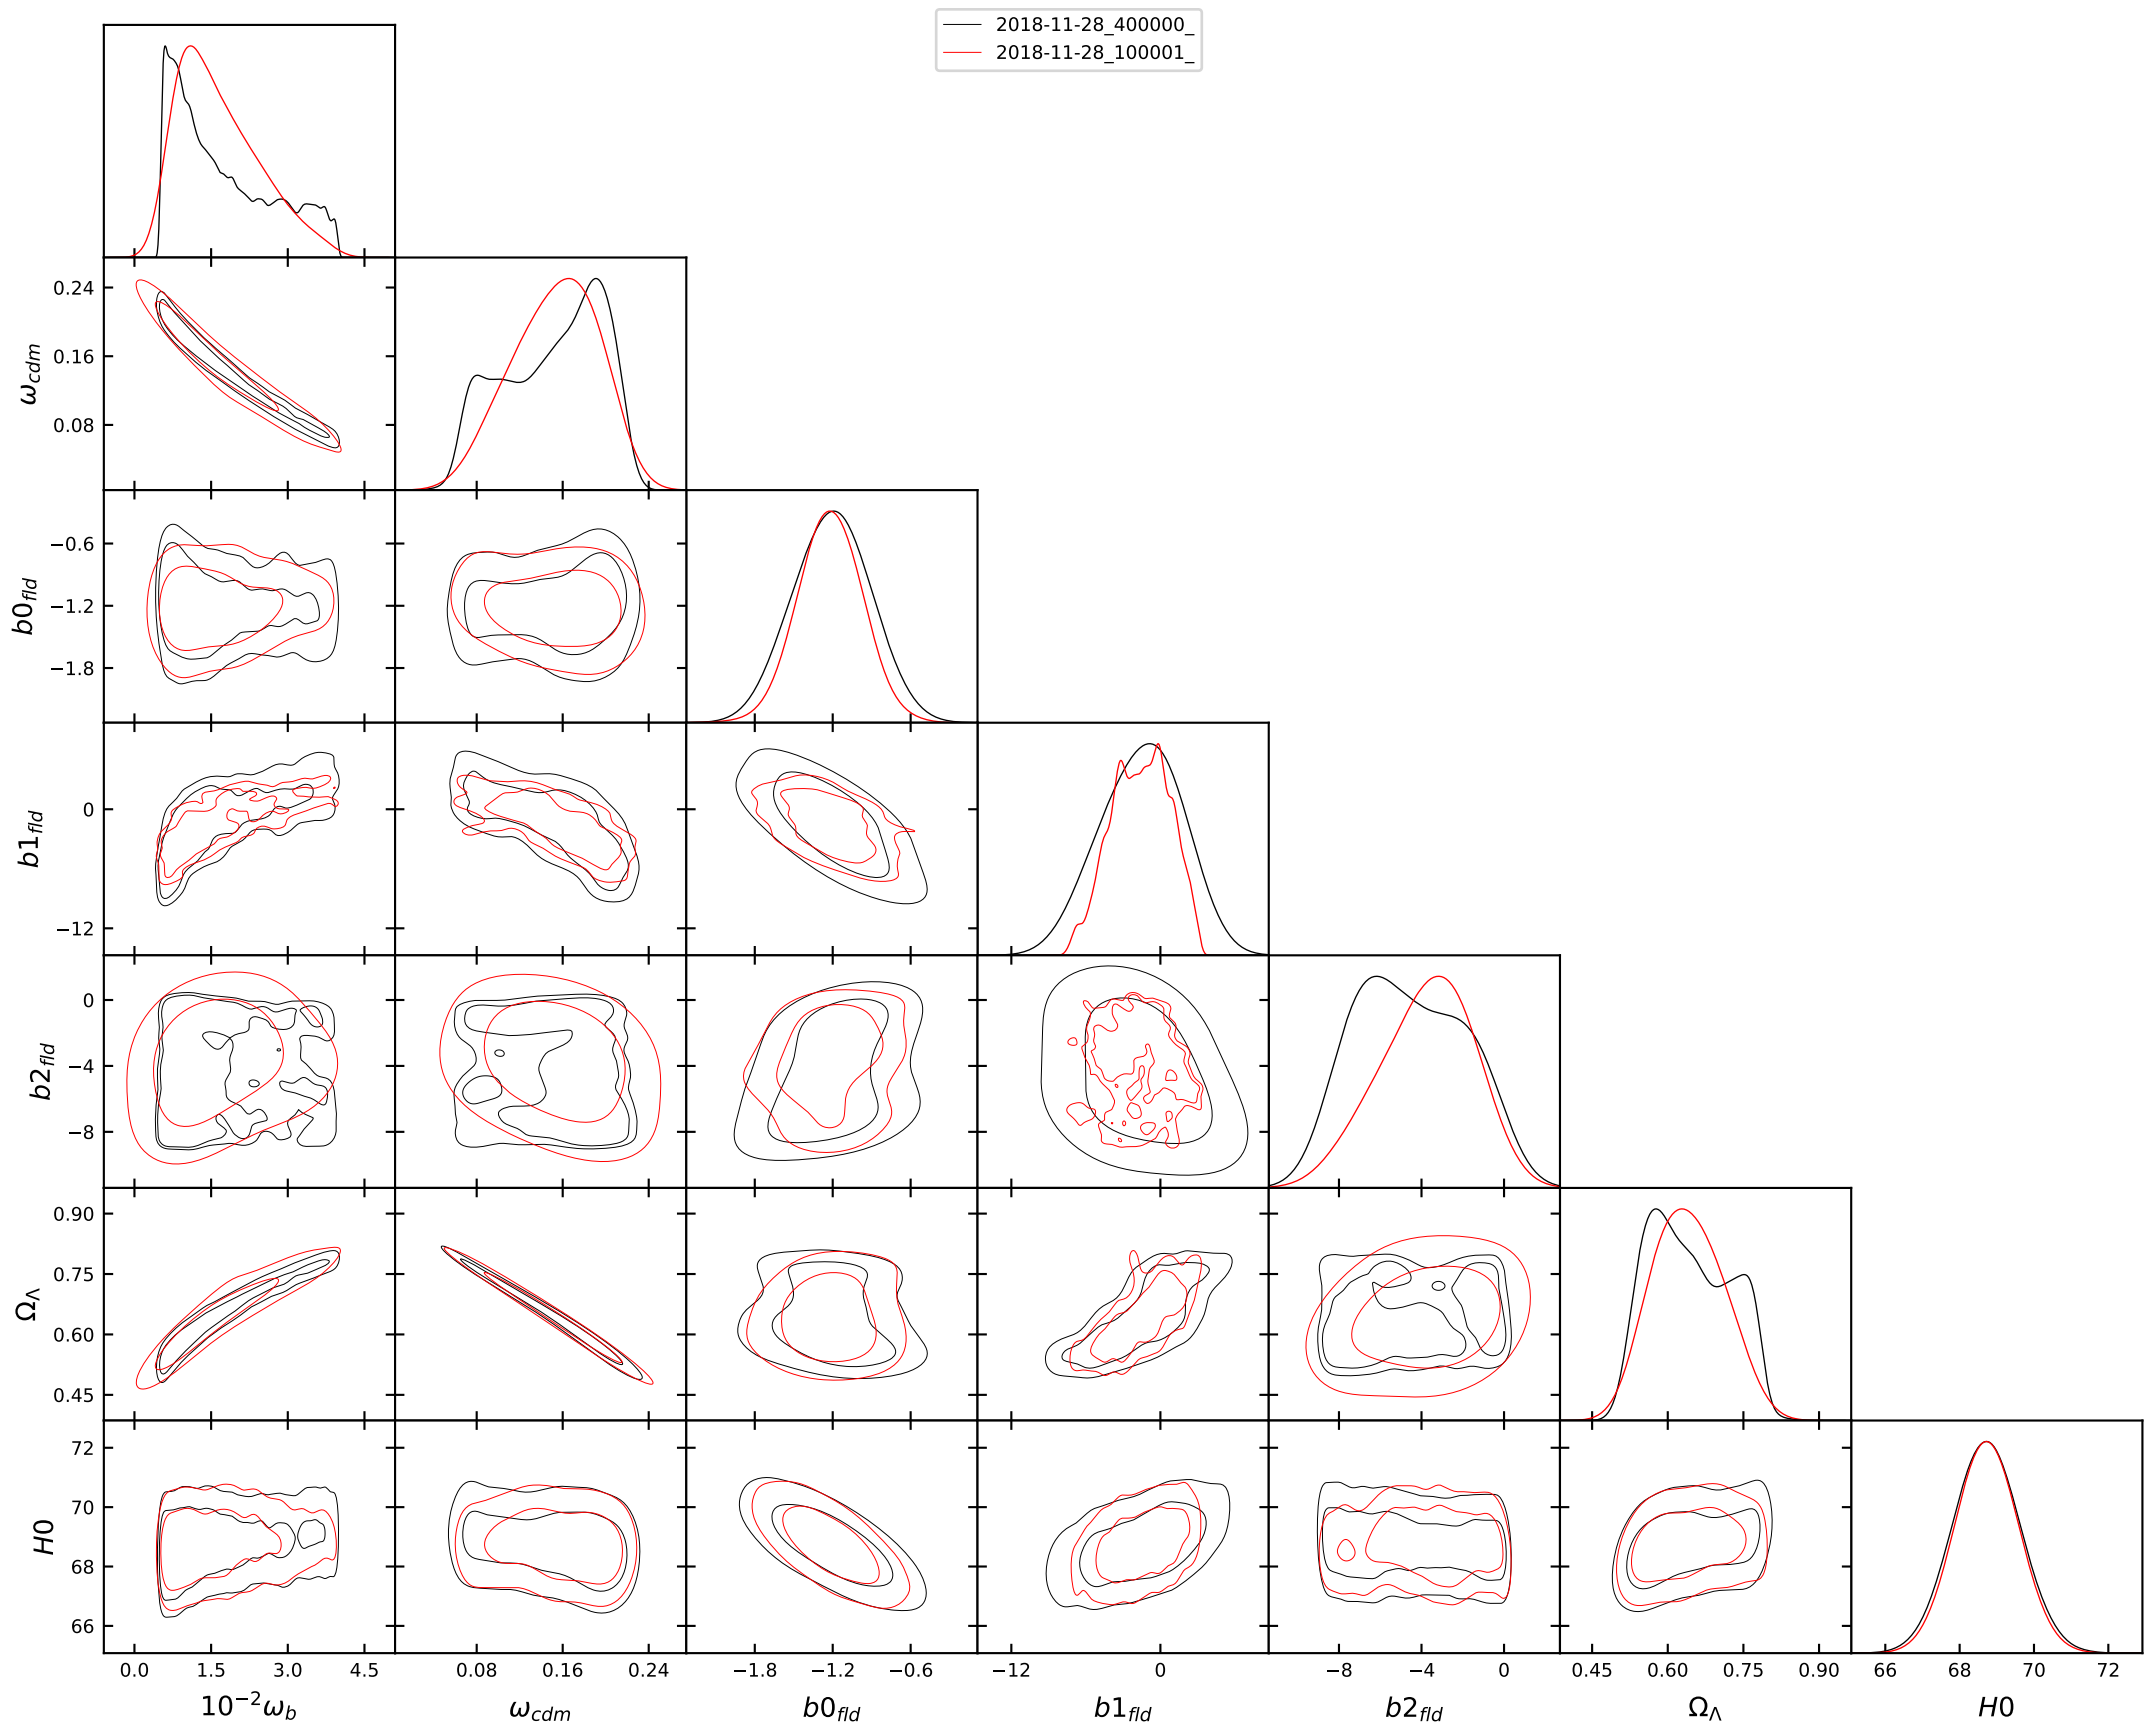 2018-11-28_400000_
2018-11-28_100001_
0.24
0.16
0.08
ω_cdm
−0.6
−1.2
−1.8
b0_fld
0
−12
b1_fld
0
−4
−8
b2_fld
0.90
0.75
0.60
0.45
Ω_Λ
72
70
68
66
H0
0.0 1.5 3.0 4.5 0.08 0.16 0.24 −1.8 −1.2 −0.6 −12 0 −8 −4 0 0.45 0.60 0.75 0.90 66 68 70 72
10⁻²ω_b ω_cdm b0_fld b1_fld b2_fld Ω_Λ H0